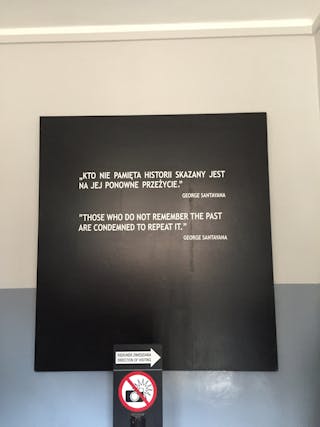 „KTO NIE PAMIĘTA HISTORII SKAZANY JEST
NA JEJ PONOWNE PRZEŻYCIE.”
GEORGE SANTAYANA
"THOSE WHO DO NOT REMEMBER THE PAST
ARE CONDEMNED TO REPEAT IT."
GEORGE SANTAYANA
KIERUNEK ZWIEDZANIA
DIRECTION OF VISITING